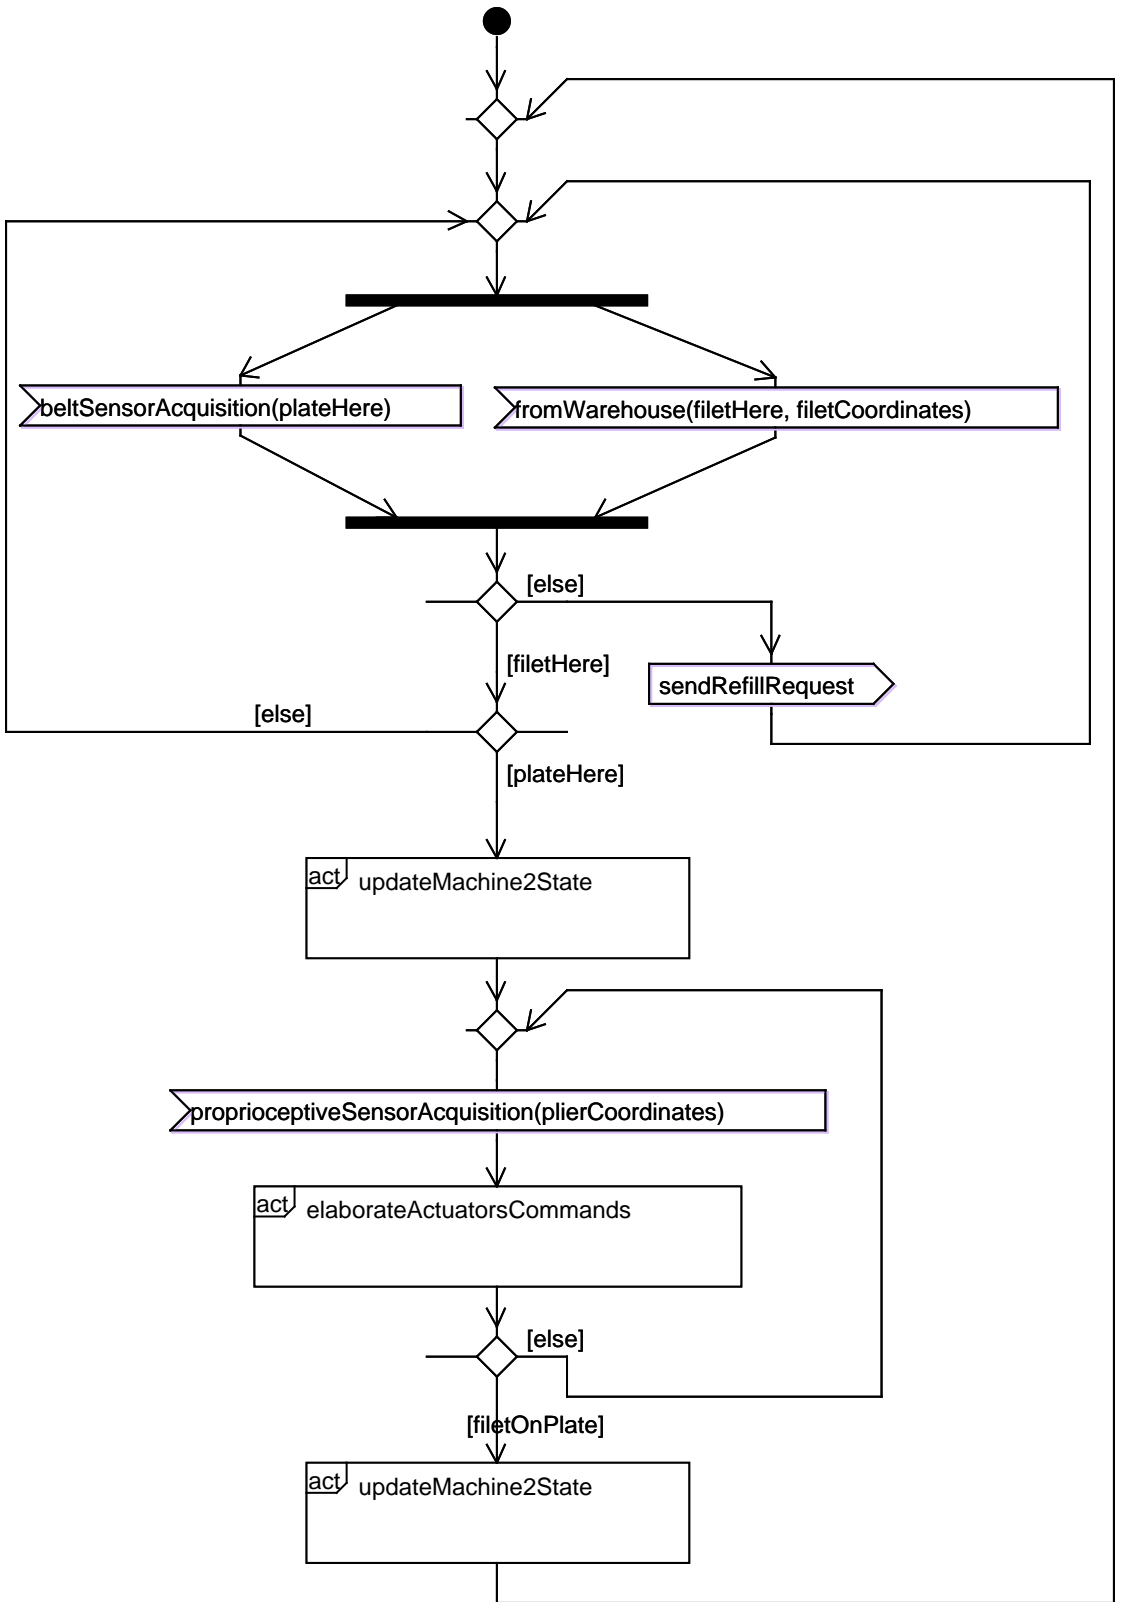 beltSensorAcquisition(plateHere)
fromWarehouse(filetHere, filetCoordinates)
[else]
[filetHere]
sendRefillRequest
[else]
[plateHere]
act
updateMachine2State
proprioceptiveSensorAcquisition(plierCoordinates)
act
elaborateActuatorsCommands
[else]
[filetOnPlate]
act
updateMachine2State